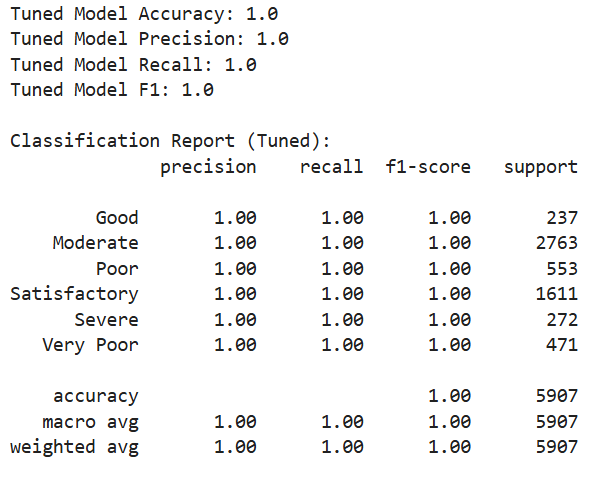 Tuned Model Accuracy: 1.0
Tuned Model Precision: 1.0
Tuned Model Recall: 1.0
Tuned Model F1: 1.0
Classification Report (Tuned):
precision recall f1-score support
Good 1.00 1.00 1.00 237
Moderate 1.00 1.00 1.00 2763
Poor 1.00 1.00 1.00 553
Satisfactory 1.00 1.00 1.00 1611
Severe 1.00 1.00 1.00 272
Very Poor 1.00 1.00 1.00 471
accuracy 1.00 5907
macro avg 1.00 1.00 1.00 5907
weighted avg 1.00 1.00 1.00 5907